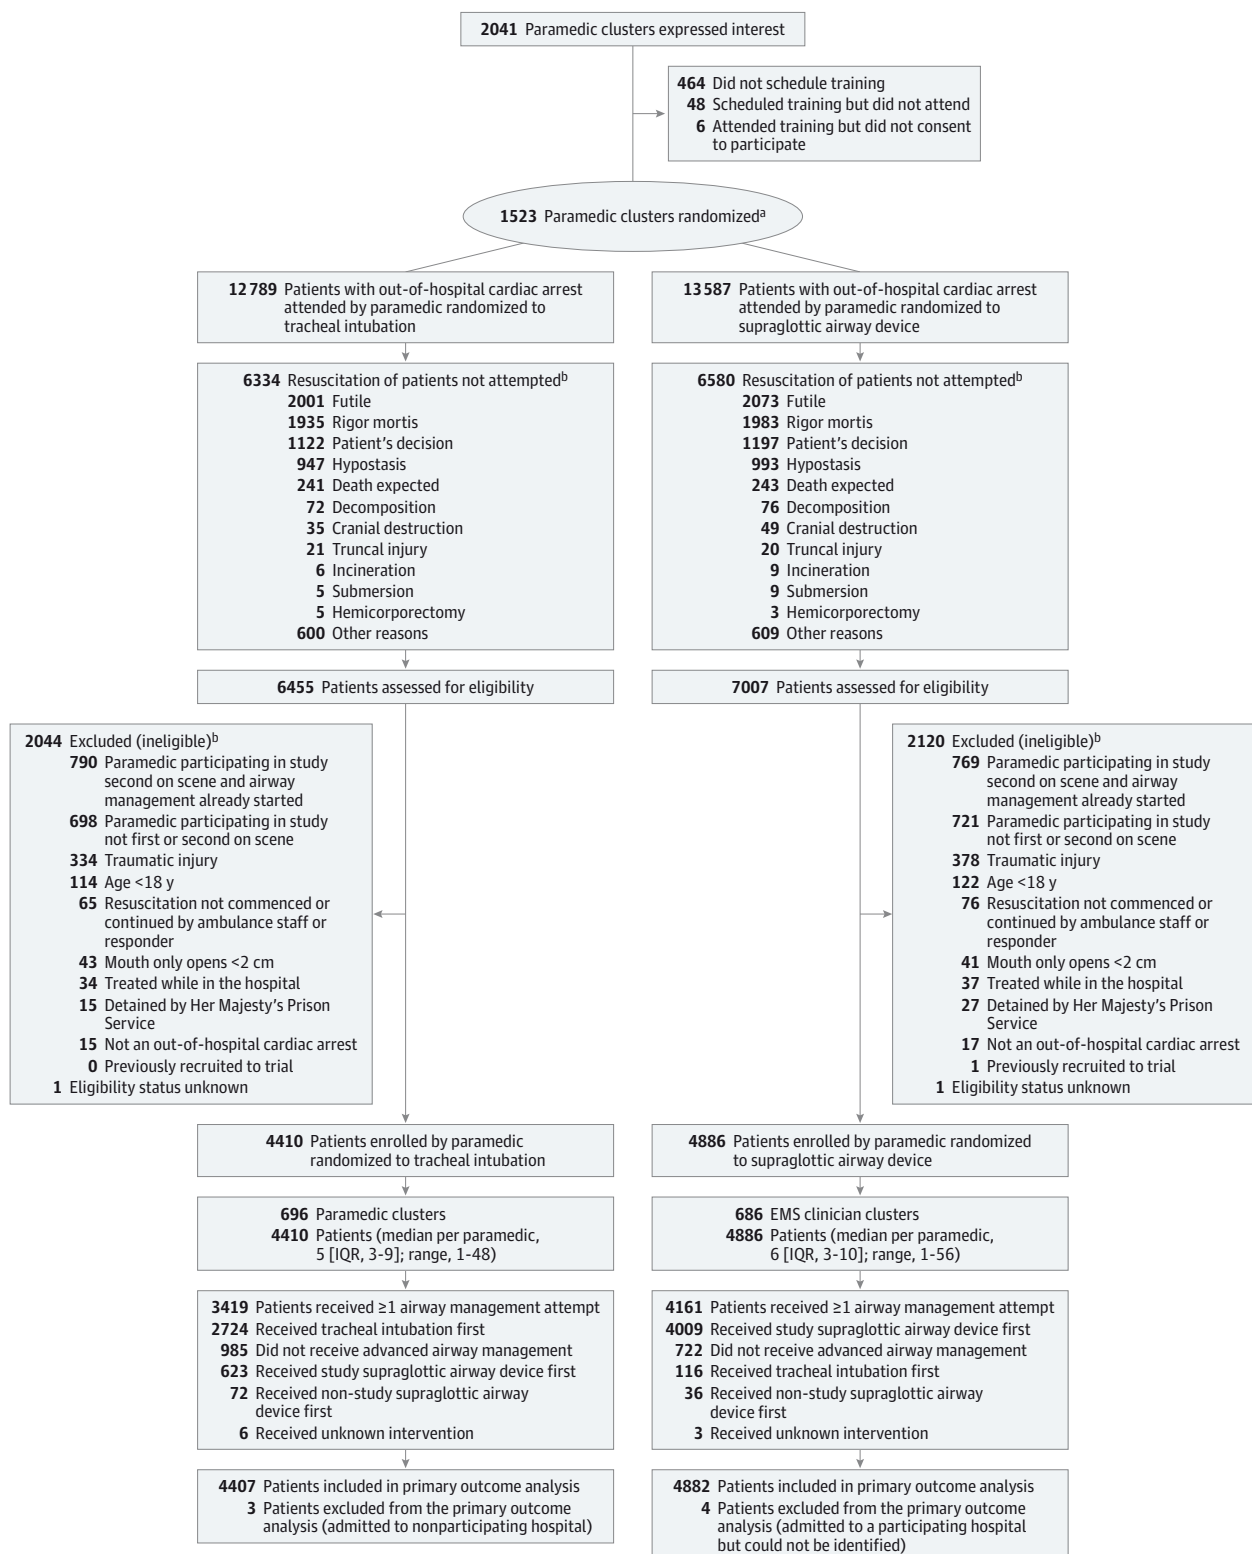 2041 Paramedic clusters expressed interest
464 Did not schedule training
48 Scheduled training but did not attend
6 Attended training but did not consent
to participate
1523 Paramedic clusters randomizedᵃ
12 789 Patients with out-of-hospital cardiac arrest
attended by paramedic randomized to
tracheal intubation
6334 Resuscitation of patients not attemptedᵇ
2001 Futile
1935 Rigor mortis
1122 Patient's decision
947 Hypostasis
241 Death expected
72 Decomposition
35 Cranial destruction
21 Truncal injury
6 Incineration
5 Submersion
5 Hemicorporectomy
600 Other reasons
6455 Patients assessed for eligibility
2044 Excluded (ineligible)ᵇ
790 Paramedic participating in study
second on scene and airway
management already started
698 Paramedic participating in study
not first or second on scene
334 Traumatic injury
114 Age <18 y
65 Resuscitation not commenced or
continued by ambulance staff or
responder
43 Mouth only opens <2 cm
34 Treated while in the hospital
15 Detained by Her Majesty's Prison
Service
15 Not an out-of-hospital cardiac arrest
0 Previously recruited to trial
1 Eligibility status unknown
4410 Patients enrolled by paramedic
randomized to tracheal intubation
696 Paramedic clusters
4410 Patients (median per paramedic,
5 [IQR, 3-9]; range, 1-48)
3419 Patients received ≥1 airway management attempt
2724 Received tracheal intubation first
985 Did not receive advanced airway management
623 Received study supraglottic airway device first
72 Received non-study supraglottic airway
device first
6 Received unknown intervention
4407 Patients included in primary outcome analysis
3 Patients excluded from the primary outcome
analysis (admitted to nonparticipating hospital)
13 587 Patients with out-of-hospital cardiac arrest
attended by paramedic randomized to
supraglottic airway device
6580 Resuscitation of patients not attemptedᵇ
2073 Futile
1983 Rigor mortis
1197 Patient's decision
993 Hypostasis
243 Death expected
76 Decomposition
49 Cranial destruction
20 Truncal injury
9 Incineration
9 Submersion
3 Hemicorporectomy
609 Other reasons
7007 Patients assessed for eligibility
2120 Excluded (ineligible)ᵇ
769 Paramedic participating in study
second on scene and airway
management already started
721 Paramedic participating in study
not first or second on scene
378 Traumatic injury
122 Age <18 y
76 Resuscitation not commenced or
continued by ambulance staff or
responder
41 Mouth only opens <2 cm
37 Treated while in the hospital
27 Detained by Her Majesty's Prison
Service
17 Not an out-of-hospital cardiac arrest
1 Previously recruited to trial
1 Eligibility status unknown
4886 Patients enrolled by paramedic randomized
to supraglottic airway device
686 EMS clinician clusters
4886 Patients (median per paramedic,
6 [IQR, 3-10]; range, 1-56)
4161 Patients received ≥1 airway management attempt
4009 Received study supraglottic airway device first
722 Did not receive advanced airway management
116 Received tracheal intubation first
36 Received non-study supraglottic airway
device first
3 Received unknown intervention
4882 Patients included in primary outcome analysis
4 Patients excluded from the primary outcome
analysis (admitted to a participating hospital
but could not be identified)